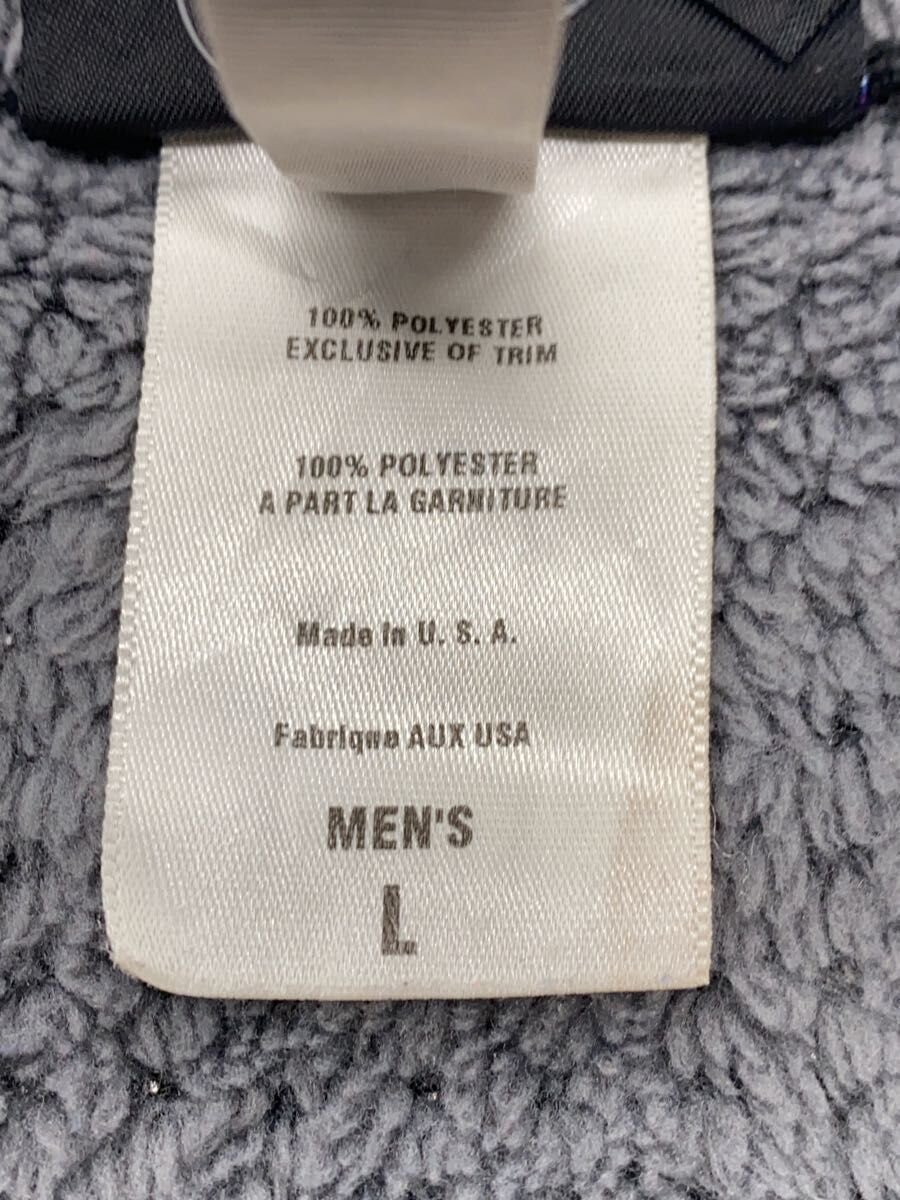 100% POLYESTER
EXCLUSIVE OF TRIM
100% POLYESTER
A PART LA GARNITURE
Made in U. S. A.
Fabrique AUX USA
MEN'S
L